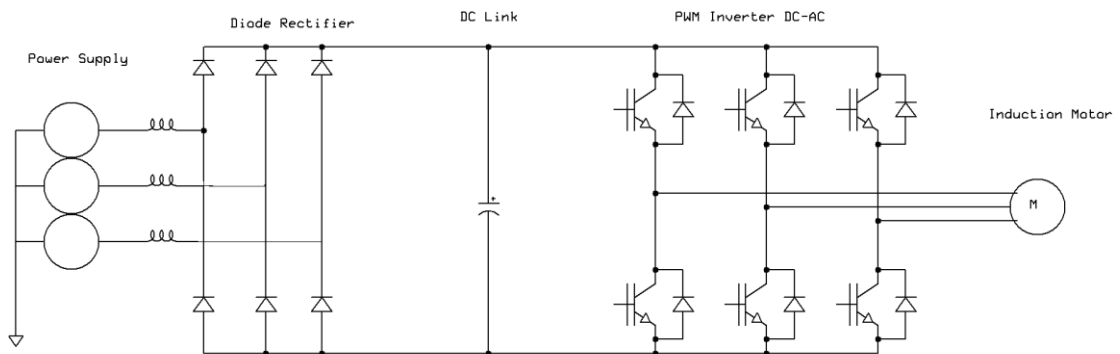 Diode Rectifier
DC Link
PWM Inverter DC-AC
Power Supply
Induction Motor
+
M